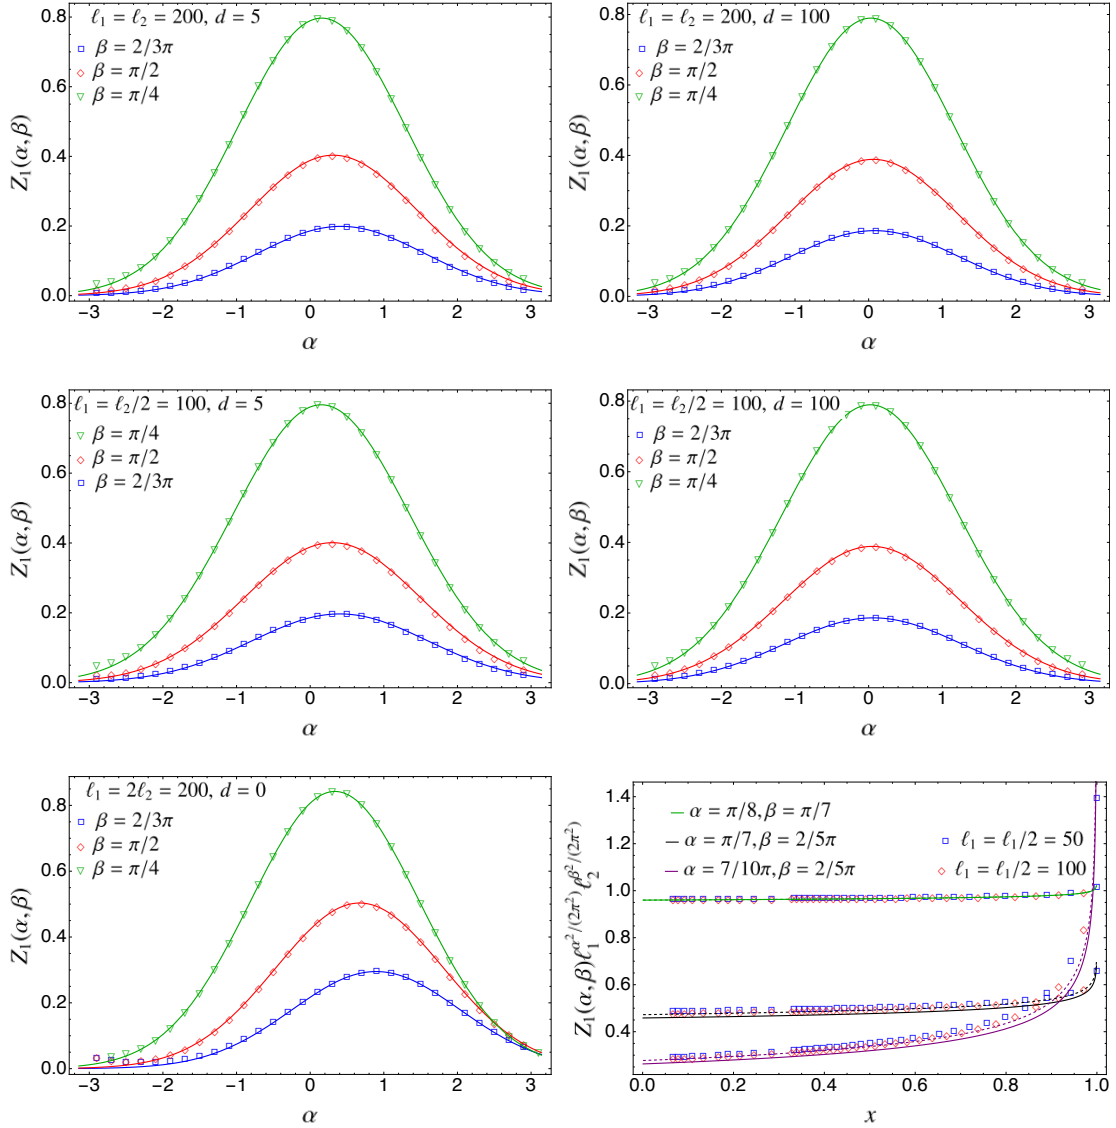 ℓ₁ = ℓ₂ = 200, d = 5
β = 2/3π
β = π/2
β = π/4
Z₁(α,β)
0.8
0.6
0.4
0.2
0.0
−3 −2 −1 0 1 2 3
α
ℓ₁ = ℓ₂ = 200, d = 100
β = 2/3π
β = π/2
β = π/4
Z₁(α,β)
0.8
0.6
0.4
0.2
0.0
−3 −2 −1 0 1 2 3
α
ℓ₁ = ℓ₂/2 = 100, d = 5
β = π/4
β = π/2
β = 2/3π
Z₁(α,β)
0.8
0.6
0.4
0.2
0.0
−3 −2 −1 0 1 2 3
α
ℓ₁ = ℓ₂/2 = 100, d = 100
β = 2/3π
β = π/2
β = π/4
Z₁(α,β)
0.8
0.6
0.4
0.2
0.0
−3 −2 −1 0 1 2 3
α
ℓ₁ = 2ℓ₂ = 200, d = 0
β = 2/3π
β = π/2
β = π/4
Z₁(α,β)
0.8
0.6
0.4
0.2
0.0
−3 −2 −1 0 1 2 3
α
α = π/8, β = π/7
α = π/7, β = 2/5π
α = 7/10π, β = 2/5π
ℓ₁ = ℓ₁/2 = 50
ℓ₁ = ℓ₁/2 = 100
Z₁(α,β)ℓ₁^{α²/(2π²)} ℓ₂^{β²/(2π²)}
1.4
1.2
1.0
0.8
0.6
0.4
0.0 0.2 0.4 0.6 0.8 1.0
x